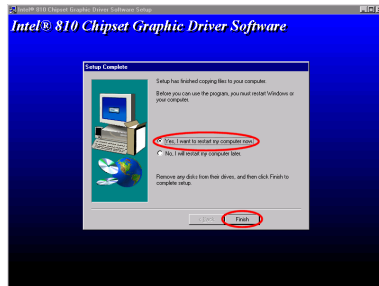 Intel® 810 Chipset Graphic Driver Software Setup
Intel® 810 Chipset Graphic Driver Software
Setup Complete
Setup has finished copying files to your computer.
Before you can use the program, you must restart Windows or
your computer.
Yes, I want to restart my computer now.
No, I will restart my computer later.
Remove any disks from their drives, and then click Finish to
complete setup.
< Back
Finish